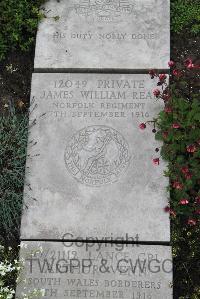 HIS DUTY NOBLY DONE
12049 PRIVATE
JAMES WILLIAM REA
NORFOLK REGIMENT
7TH SEPTEMBER 1916
Copyright
TWGPP & CWGC
SOUTH WALES BORDERERS
TH SEPTEMBER 1916